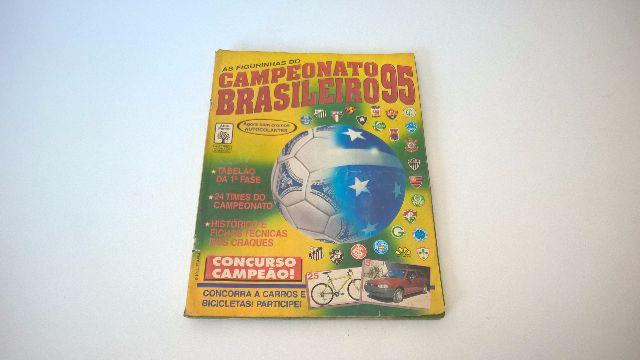 AS FIGURINHAS DO
CAMPEONATO
BRASILEIRO 95
Agora com cromos
AUTOCOLANTES
★ TABELÃO
DA 1ª FASE
★ 24 TIMES DO
CAMPEONATO
★ HISTÓRICO E
FICHAS TÉCNICAS
DOS CRAQUES
CONCURSO
CAMPEÃO!
25
5
CONCORRA A CARROS E
BICICLETAS! PARTICIPE!